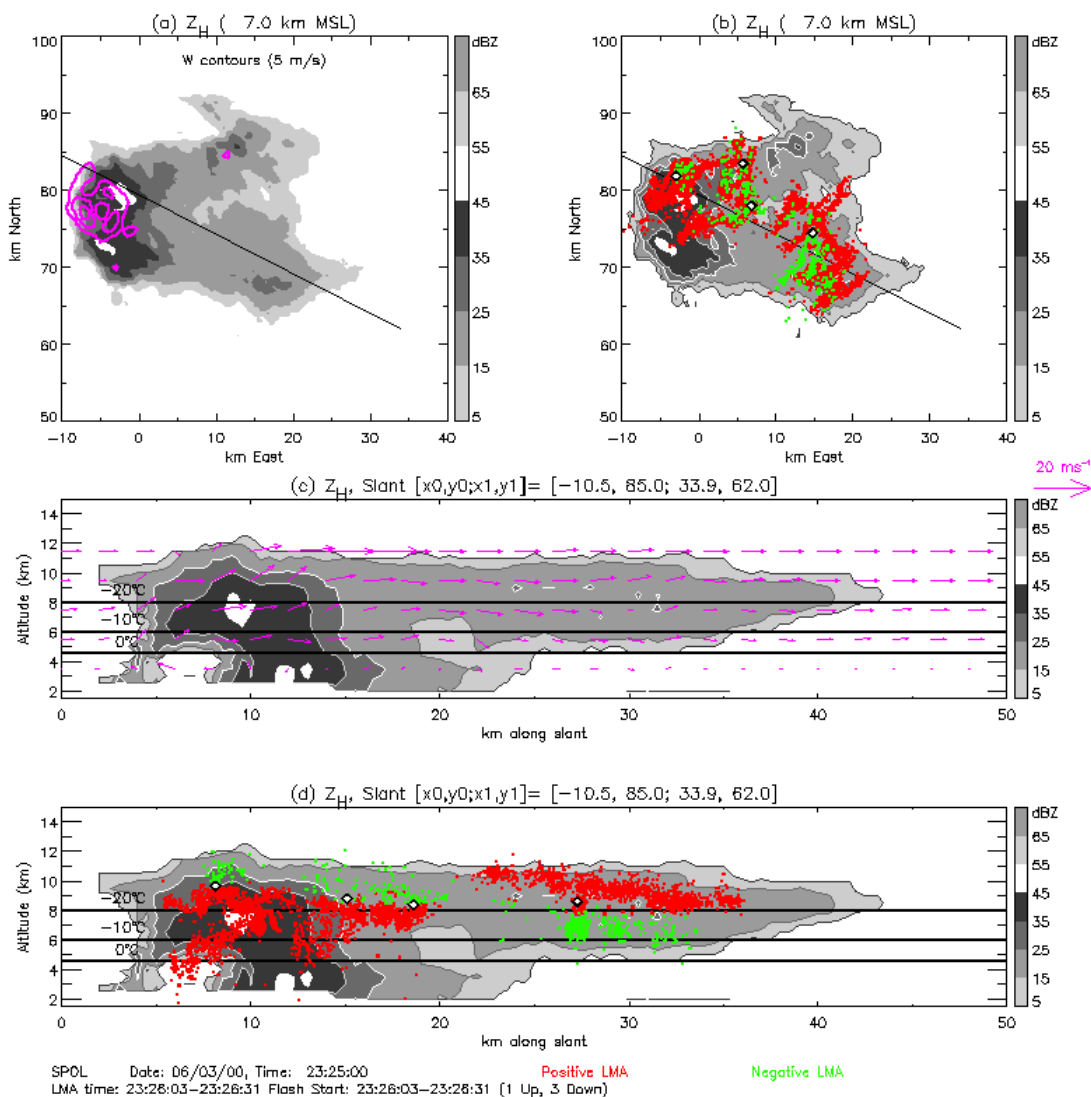 (a) Z_H (  7.0 km MSL)
W contours (5 m/s)
100
90
80
70
60
50
km North
-10 0 10 20 30 40
km East
dBZ
65
55
45
35
25
15
5
(b) Z_H (  7.0 km MSL)
100
90
80
70
60
50
km North
-10 0 10 20 30 40
km East
dBZ
65
55
45
35
25
15
5
20 ms⁻¹
(c) Z_H, Slant [x0,y0;x1,y1]= [-10.5, 85.0; 33.9, 62.0]
14
12
10
8
6
4
2
Altitude (km)
-20°C
-10°C
0°C
0 10 20 30 40 50
km along slant
dBZ
65
55
45
35
25
15
5
(d) Z_H, Slant [x0,y0;x1,y1]= [-10.5, 85.0; 33.9, 62.0]
14
12
10
8
6
4
2
Altitude (km)
-20°C
-10°C
0°C
0 10 20 30 40 50
km along slant
dBZ
65
55
45
35
25
15
5
SPOL Date: 06/03/00, Time: 23:25:00 Positive LMA Negative LMA
LMA time: 23:26:03-23:26:31 Flash Start: 23:26:03-23:26:31 (1 Up, 3 Down)